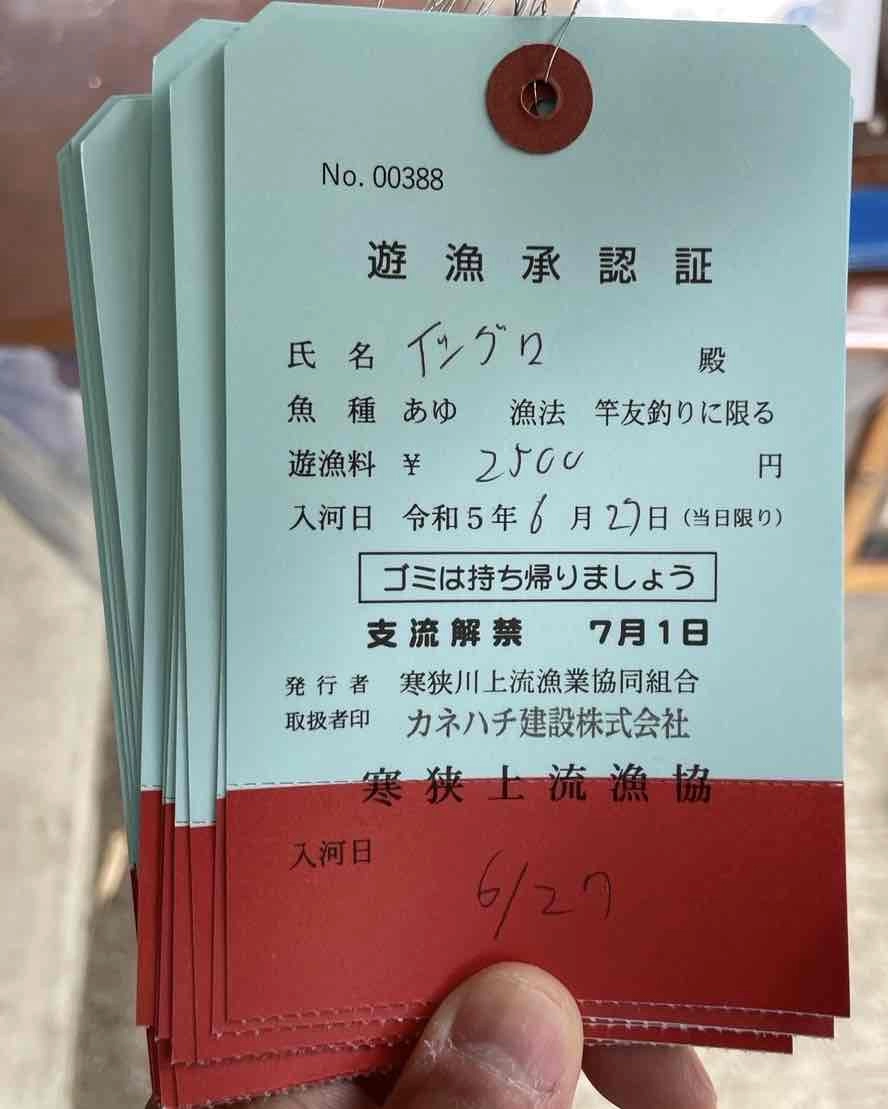 No. 00388
遊漁承認証
氏名 イシグロ 殿
魚種 あゆ 漁法 竿友釣りに限る
遊漁料 ¥ 2500 円
入河日 令和5年6月27日(当日限り)
ゴミは持ち帰りましょう
支流解禁 7月1日
発行者 寒狭川上流漁業協同組合
取扱者印 カネハチ建設株式会社
寒狭上流漁協
入河日
6/27